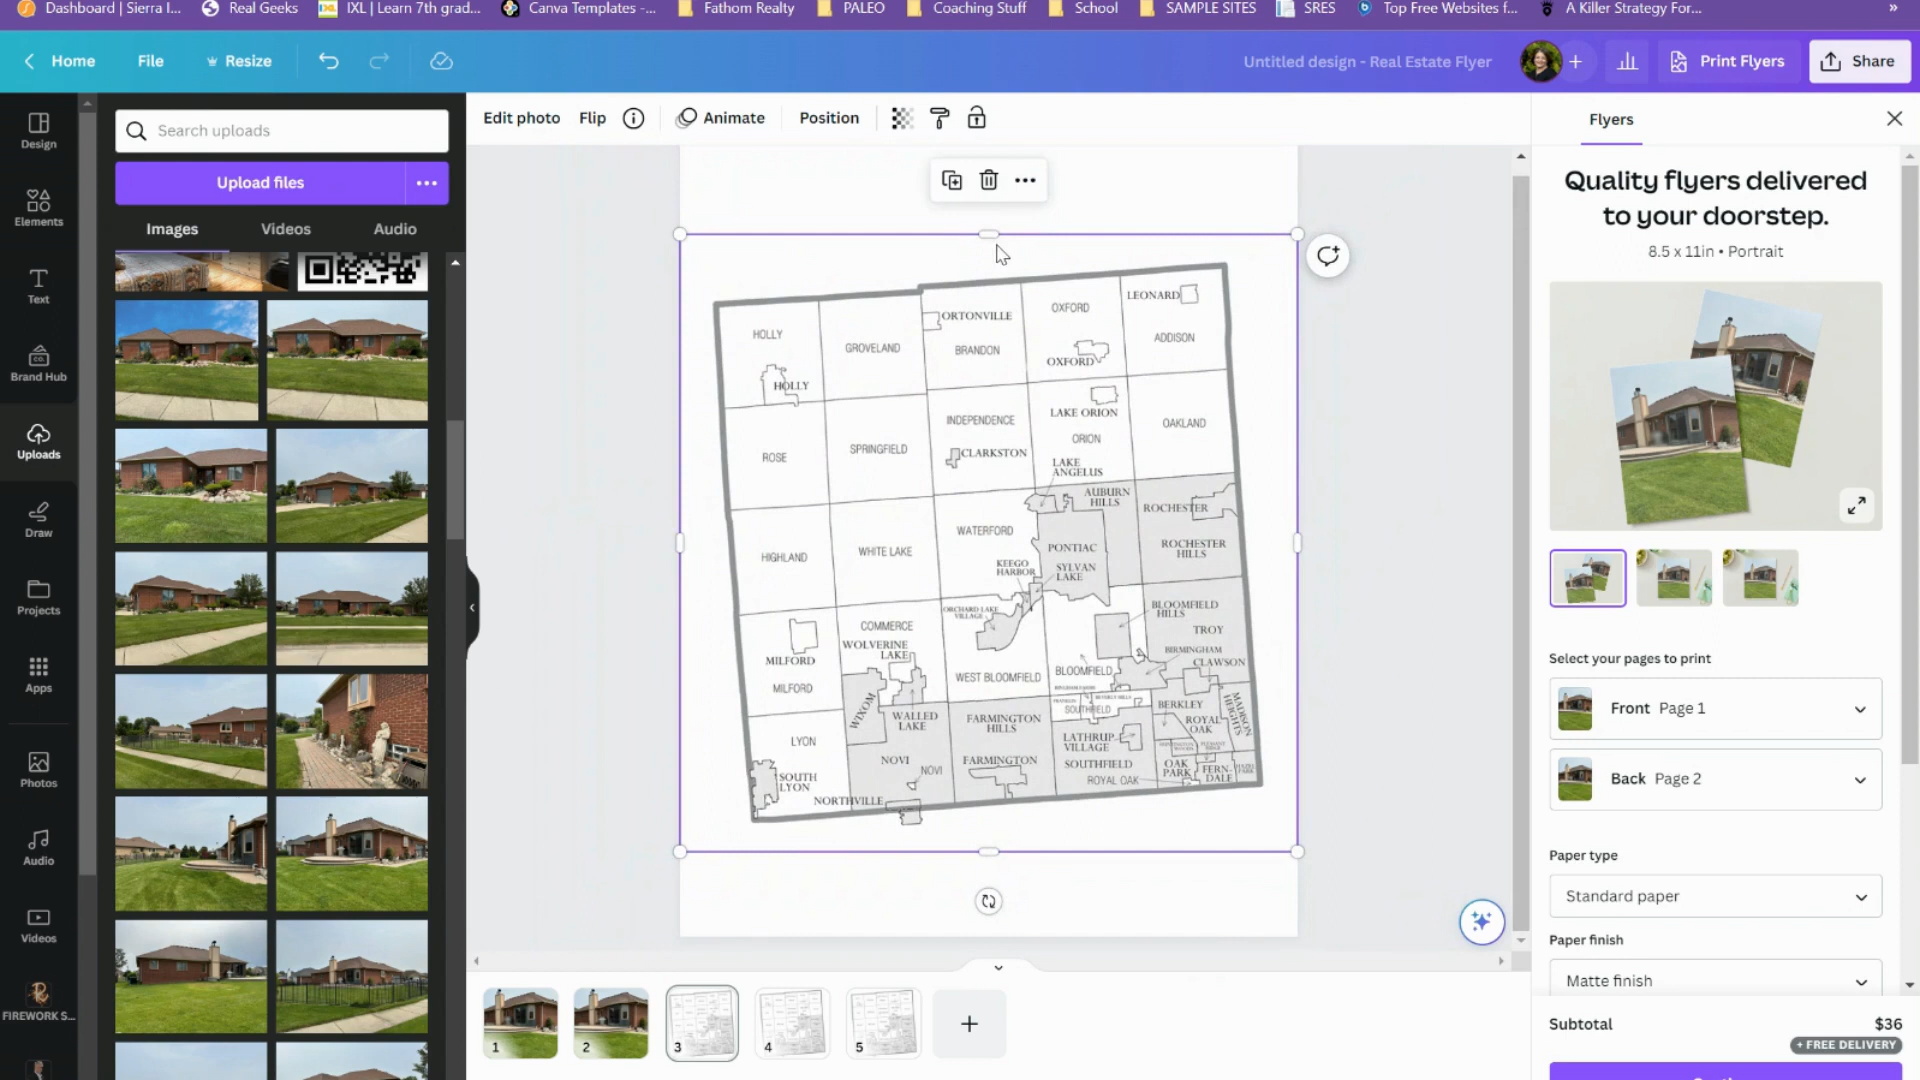 Dashboard | Sierra I...
Real Geeks
IXL | Learn 7th grad...
Canva Templates -...
Fathom Realty
PALEO
Coaching Stuff
School
SAMPLE SITES
SRES
Top Free Websites f...
A Killer Strategy For...
»
Home
File
Resize
Untitled design - Real Estate Flyer
Print Flyers
Share
Design
Elements
Text
Brand Hub
Uploads
Draw
Projects
Apps
Photos
Audio
Videos
FIREWORK S...
Search uploads
Upload files
Images
Videos
Audio
Edit photo
Flip
Animate
Position
HOLLY
HOLLY
GROVELAND
ORTONVILLE
BRANDON
OXFORD
OXFORD
LEONARD
ADDISON
ROSE
SPRINGFIELD
INDEPENDENCE
CLARKSTON
LAKE ORION
ORION
LAKE
ANGELUS
OAKLAND
HIGHLAND
WHITE LAKE
WATERFORD
KEEGO
HARBOR
AUBURN
HILLS
PONTIAC
SYLVAN
LAKE
ROCHESTER
ROCHESTER
HILLS
MILFORD
MILFORD
COMMERCE
WOLVERINE
LAKE
ORCHARD LAKE
VILLAGE
WEST BLOOMFIELD
BLOOMFIELD
HILLS
BLOOMFIELD
TROY
BIRMINGHAM
CLAWSON
LYON
SOUTH
LYON
WIXOM
WALLED
LAKE
NOVI
NOVI
NORTHVILLE
FARMINGTON
HILLS
FARMINGTON
SOUTHFIELD
LATHRUP
VILLAGE
SOUTHFIELD
ROYAL OAK
BERKLEY
ROYAL
OAK
MADISON
HEIGHTS
OAK
PARK
FERN-
DALE
1
2
3
4
5
+
Flyers
Quality flyers delivered
to your doorstep.
8.5 x 11in • Portrait
Select your pages to print
Front Page 1
Back Page 2
Paper type
Standard paper
Paper finish
Matte finish
Subtotal
$36
+ FREE DELIVERY